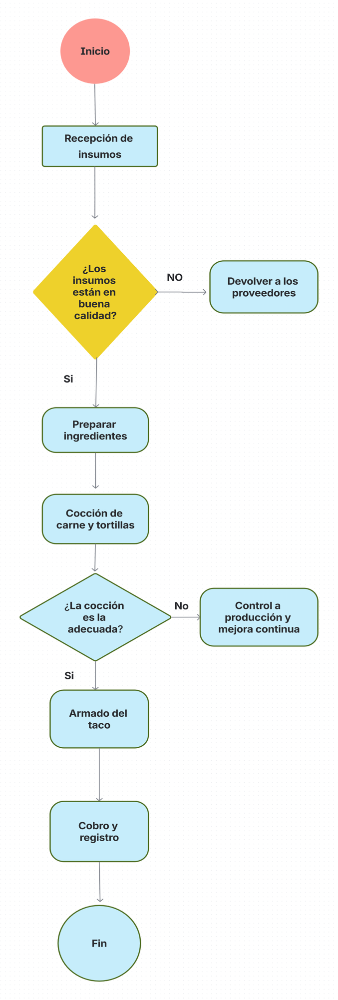 Inicio
Recepción de
insumos
¿Los
insumos
están en
buena
calidad?
NO
Devolver a los
proveedores
Si
Preparar
ingredientes
Cocción de
carne y tortillas
¿La cocción
es la
adecuada?
No
Control a
producción y
mejora continua
Si
Armado del
taco
Cobro y
registro
Fin